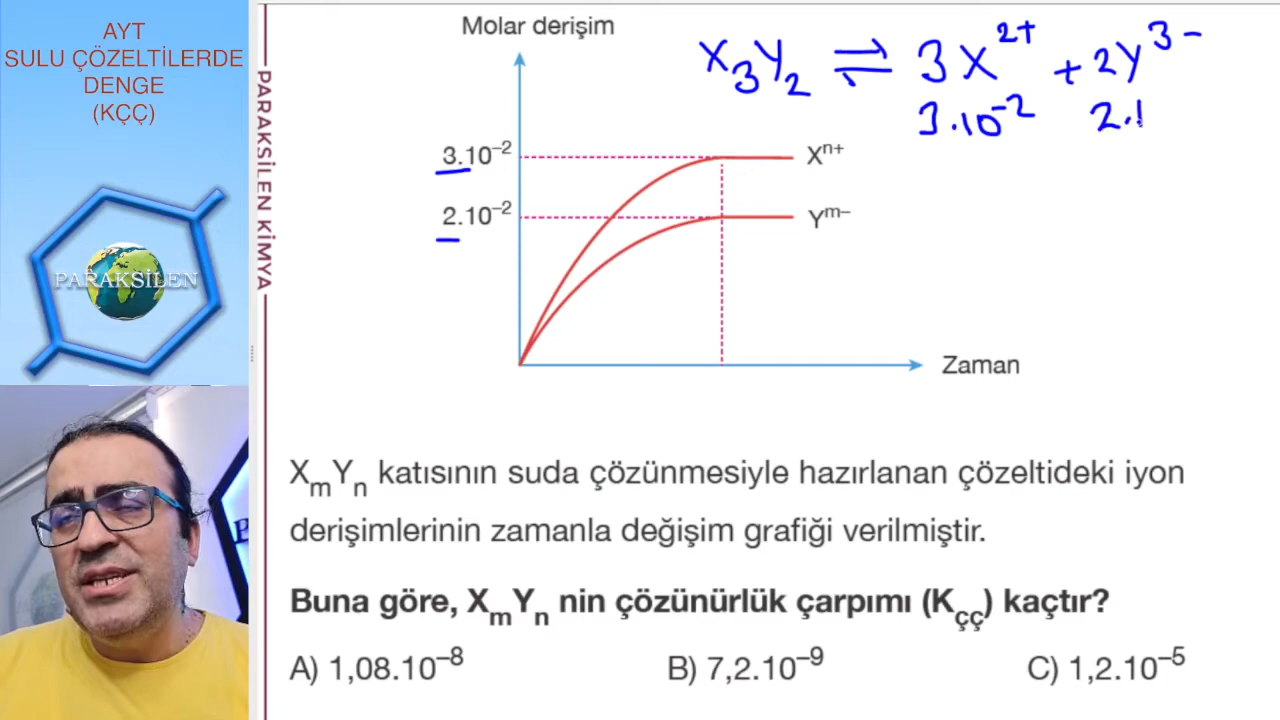 AYT
SULU ÇÖZELTİLERDE
DENGE
(KÇÇ)
PARAKSİLEN
PARAKSİLEN KİMYA
Molar derişim
X₃Y₂ ⇌ 3X²⁺ + 2Y³⁻
3.10⁻² 2.1
3.10⁻²
Xⁿ⁺
2.10⁻²
Yᵐ⁻
Zaman
XₘYₙ katısının suda çözünmesiyle hazırlanan çözeltideki iyon
derişimlerinin zamanla değişim grafiği verilmiştir.
Buna göre, XₘYₙ nin çözünürlük çarpımı (Kçç) kaçtır?
A) 1,08.10⁻⁸ B) 7,2.10⁻⁹ C) 1,2.10⁻⁵